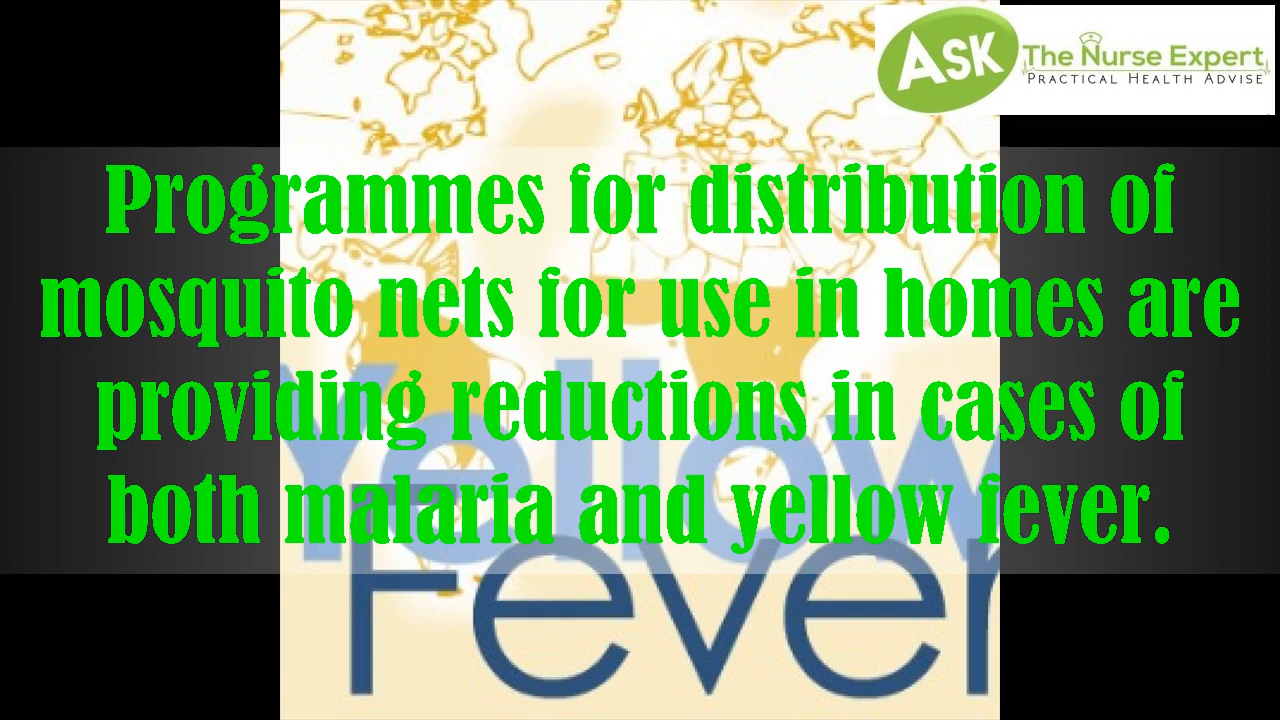 ASK The Nurse Expert
PRACTICAL HEALTH ADVISE
Programmes for distribution of
mosquito nets for use in homes are
providing reductions in cases of
both malaria and yellow fever.
Yellow
Fever